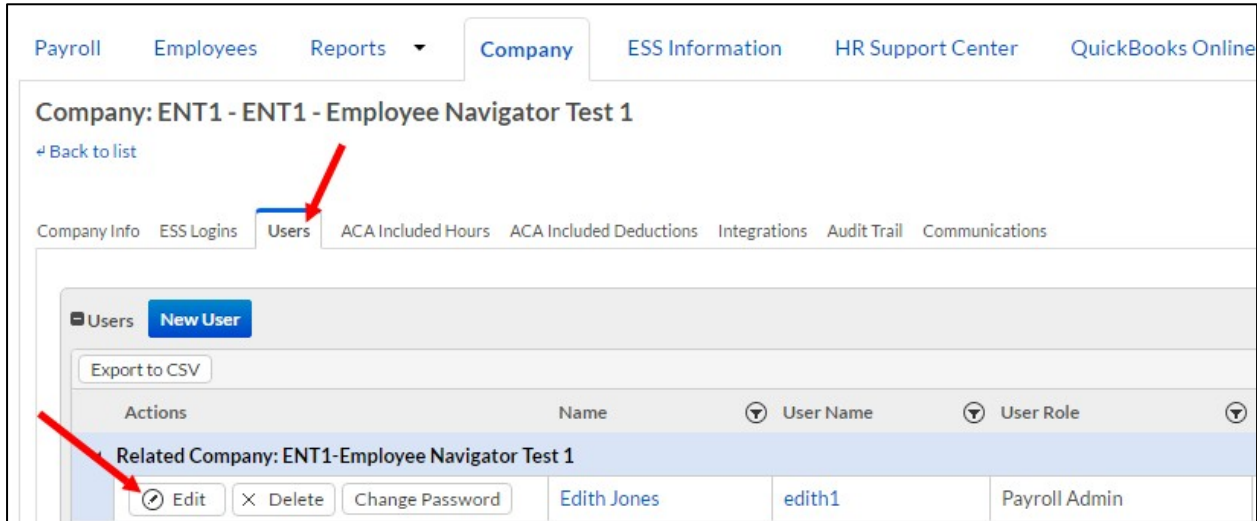 Payroll Employees Reports Company ESS Information HR Support Center QuickBooks Online
Company: ENT1 - ENT1 - Employee Navigator Test 1
Back to list
Company Info ESS Logins Users ACA Included Hours ACA Included Deductions Integrations Audit Trail Communications
Users New User
Export to CSV
Actions Name User Name User Role
Related Company: ENT1-Employee Navigator Test 1
Edit Delete Change Password Edith Jones edith1 Payroll Admin